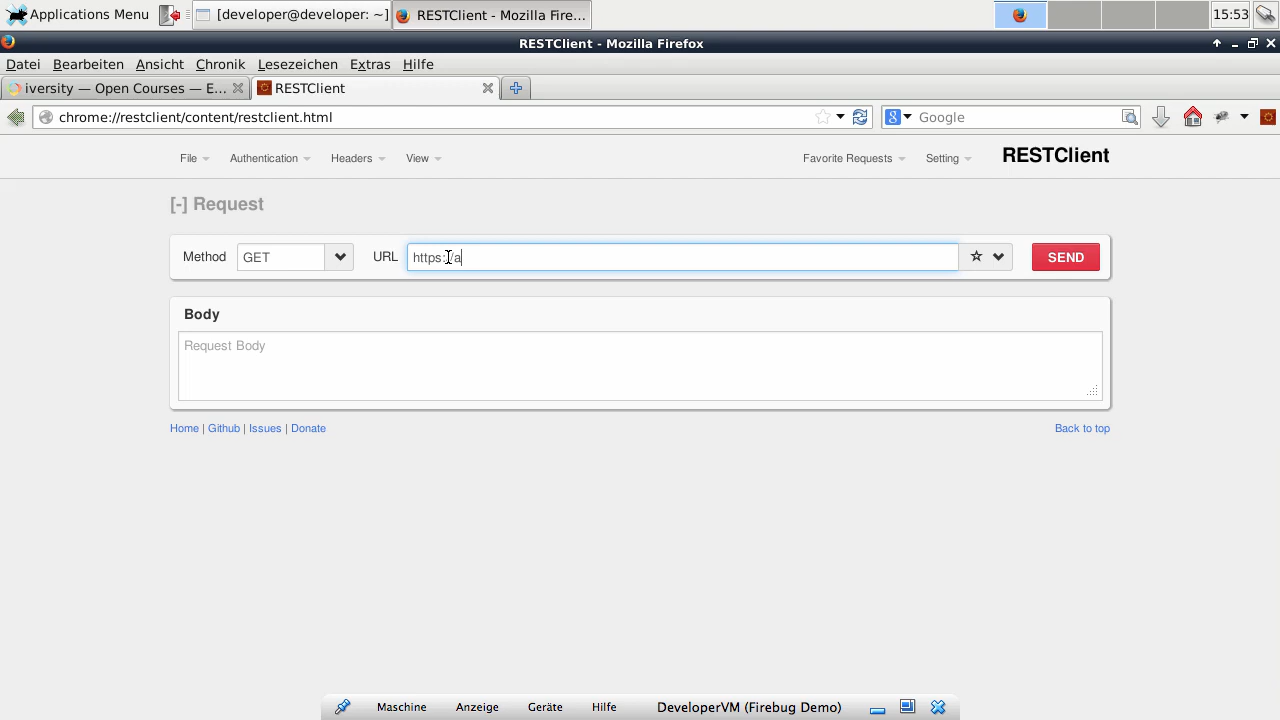 Applications Menu [developer@developer: ~] RESTClient - Mozilla Fire... 15:53
RESTClient - Mozilla Firefox
Datei Bearbeiten Ansicht Chronik Lesezeichen Extras Hilfe
iversity — Open Courses — E... RESTClient
chrome://restclient/content/restclient.html Google
File Authentication Headers View Favorite Requests Setting RESTClient
[-] Request
Method GET URL https://a SEND
Body
Request Body
Home | Github | Issues | Donate Back to top
Maschine Anzeige Geräte Hilfe DeveloperVM (Firebug Demo)